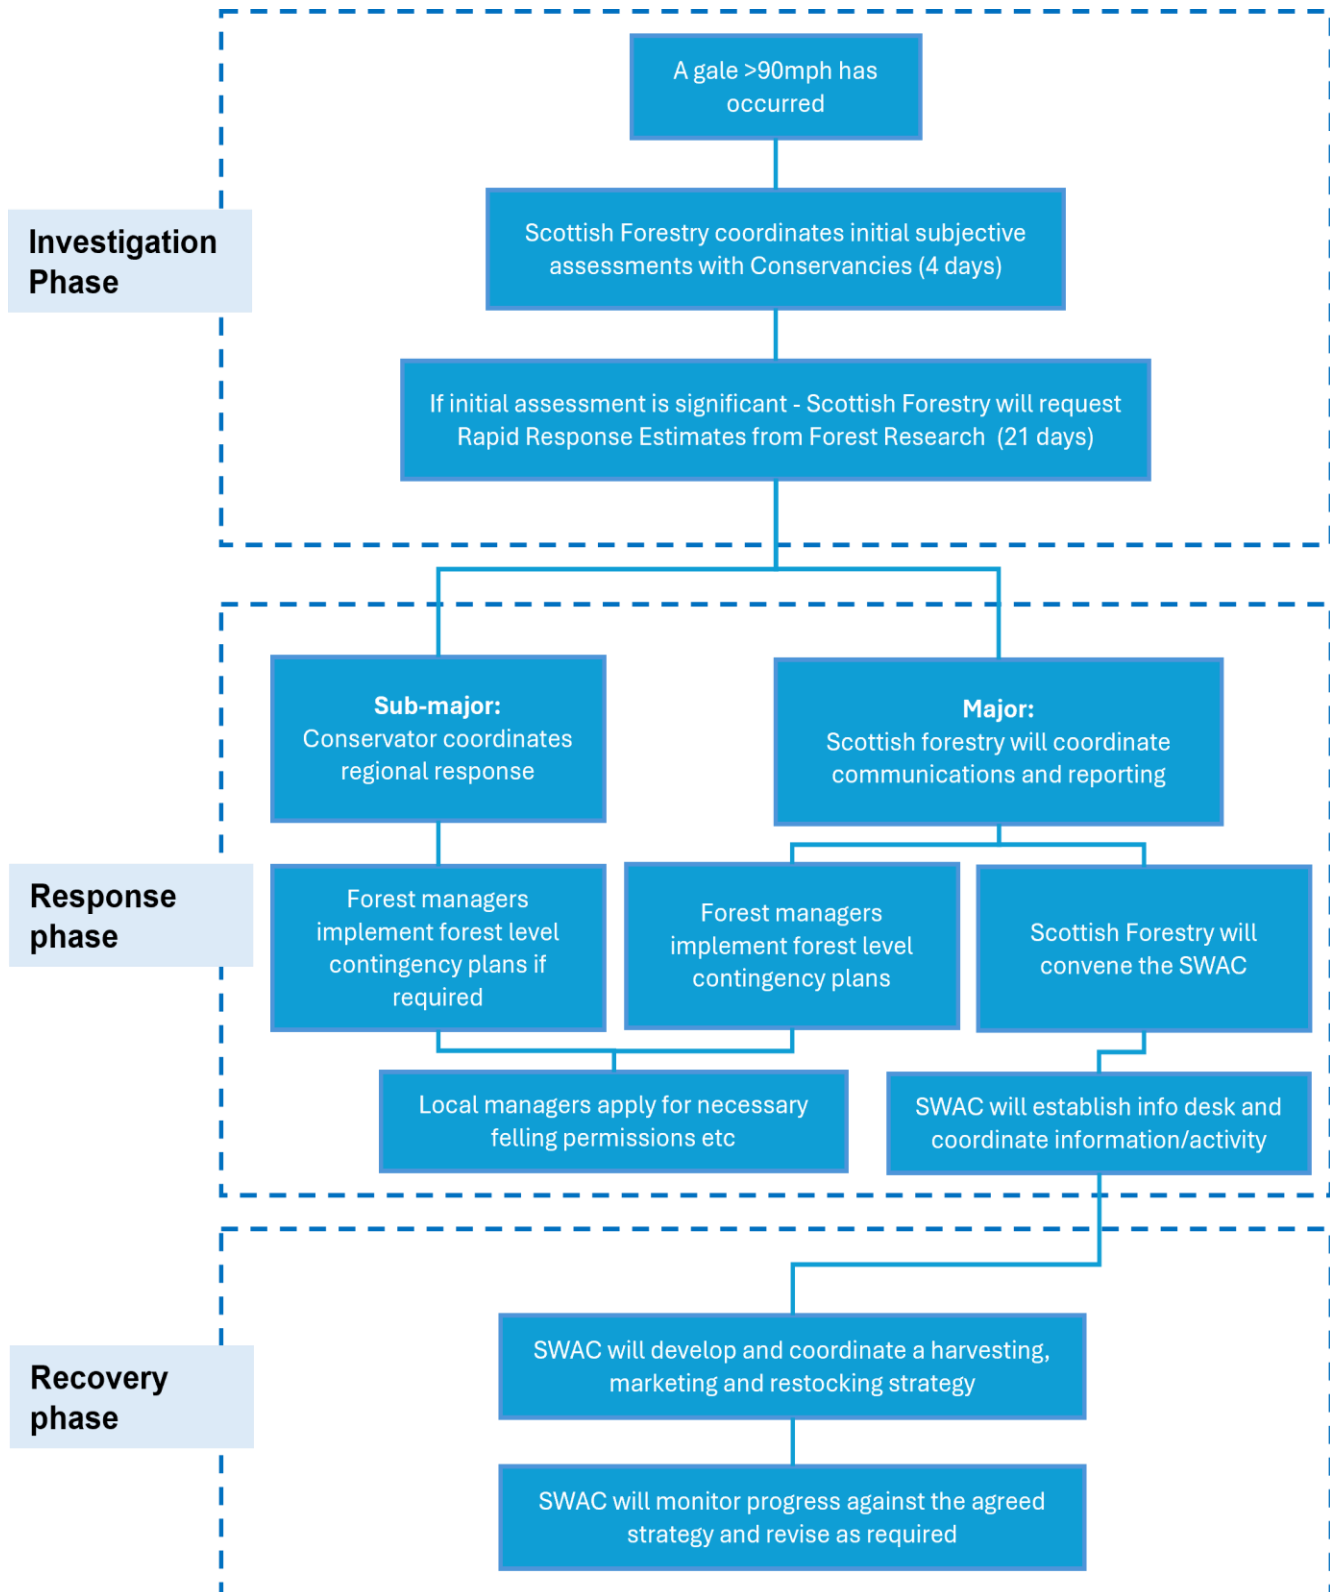 A gale >90mph has
occurred
Investigation
Phase
Scottish Forestry coordinates initial subjective
assessments with Conservancies (4 days)
If initial assessment is significant - Scottish Forestry will request
Rapid Response Estimates from Forest Research (21 days)
Response
phase
Sub-major:
Conservator coordinates
regional response
Major:
Scottish forestry will coordinate
communications and reporting
Forest managers
implement forest level
contingency plans if
required
Forest managers
implement forest level
contingency plans
Scottish Forestry will
convene the SWAC
Local managers apply for necessary
felling permissions etc
SWAC will establish info desk and
coordinate information/activity
Recovery
phase
SWAC will develop and coordinate a harvesting,
marketing and restocking strategy
SWAC will monitor progress against the agreed
strategy and revise as required